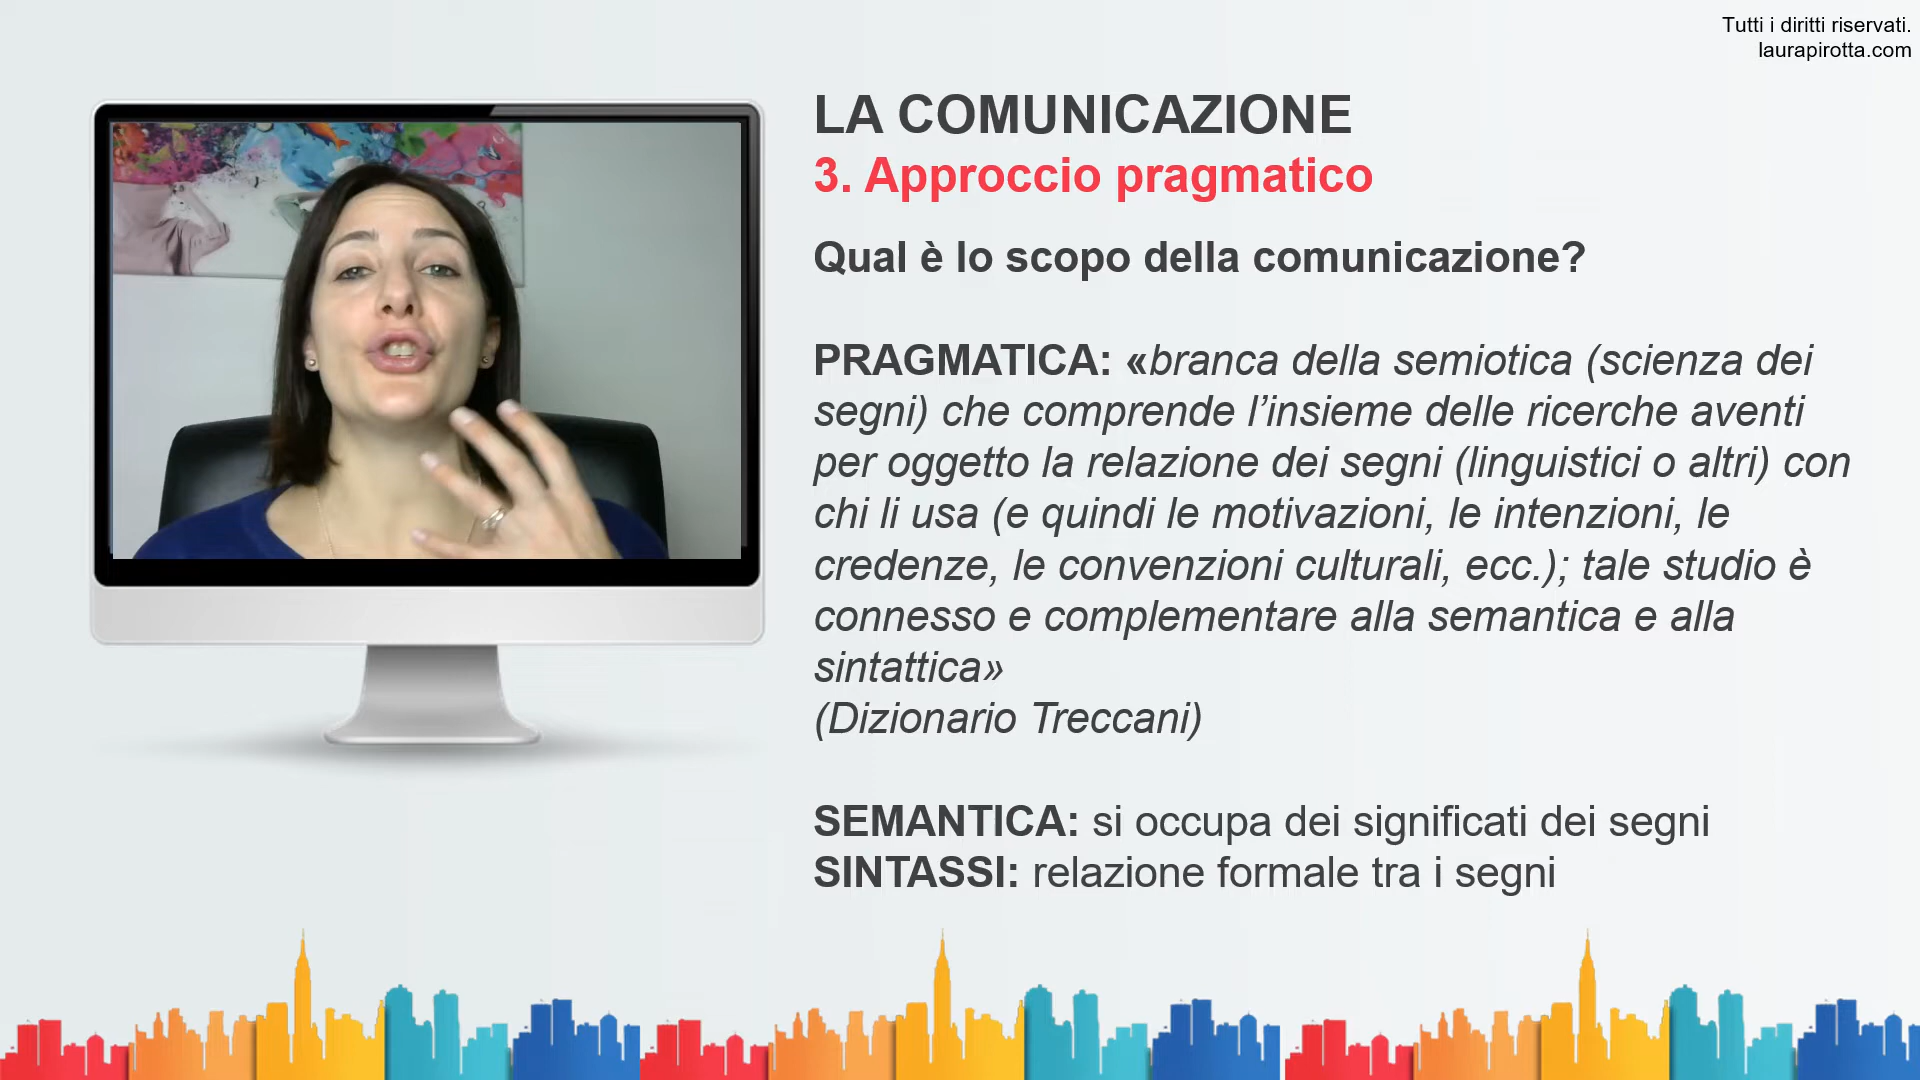 Tutti i diritti riservati.
laurapirotta.com
LA COMUNICAZIONE
3. Approccio pragmatico
Qual è lo scopo della comunicazione?
PRAGMATICA: «branca della semiotica (scienza dei
segni) che comprende l’insieme delle ricerche aventi
per oggetto la relazione dei segni (linguistici o altri) con
chi li usa (e quindi le motivazioni, le intenzioni, le
credenze, le convenzioni culturali, ecc.); tale studio è
connesso e complementare alla semantica e alla
sintattica»
(Dizionario Treccani)
SEMANTICA: si occupa dei significati dei segni
SINTASSI: relazione formale tra i segni